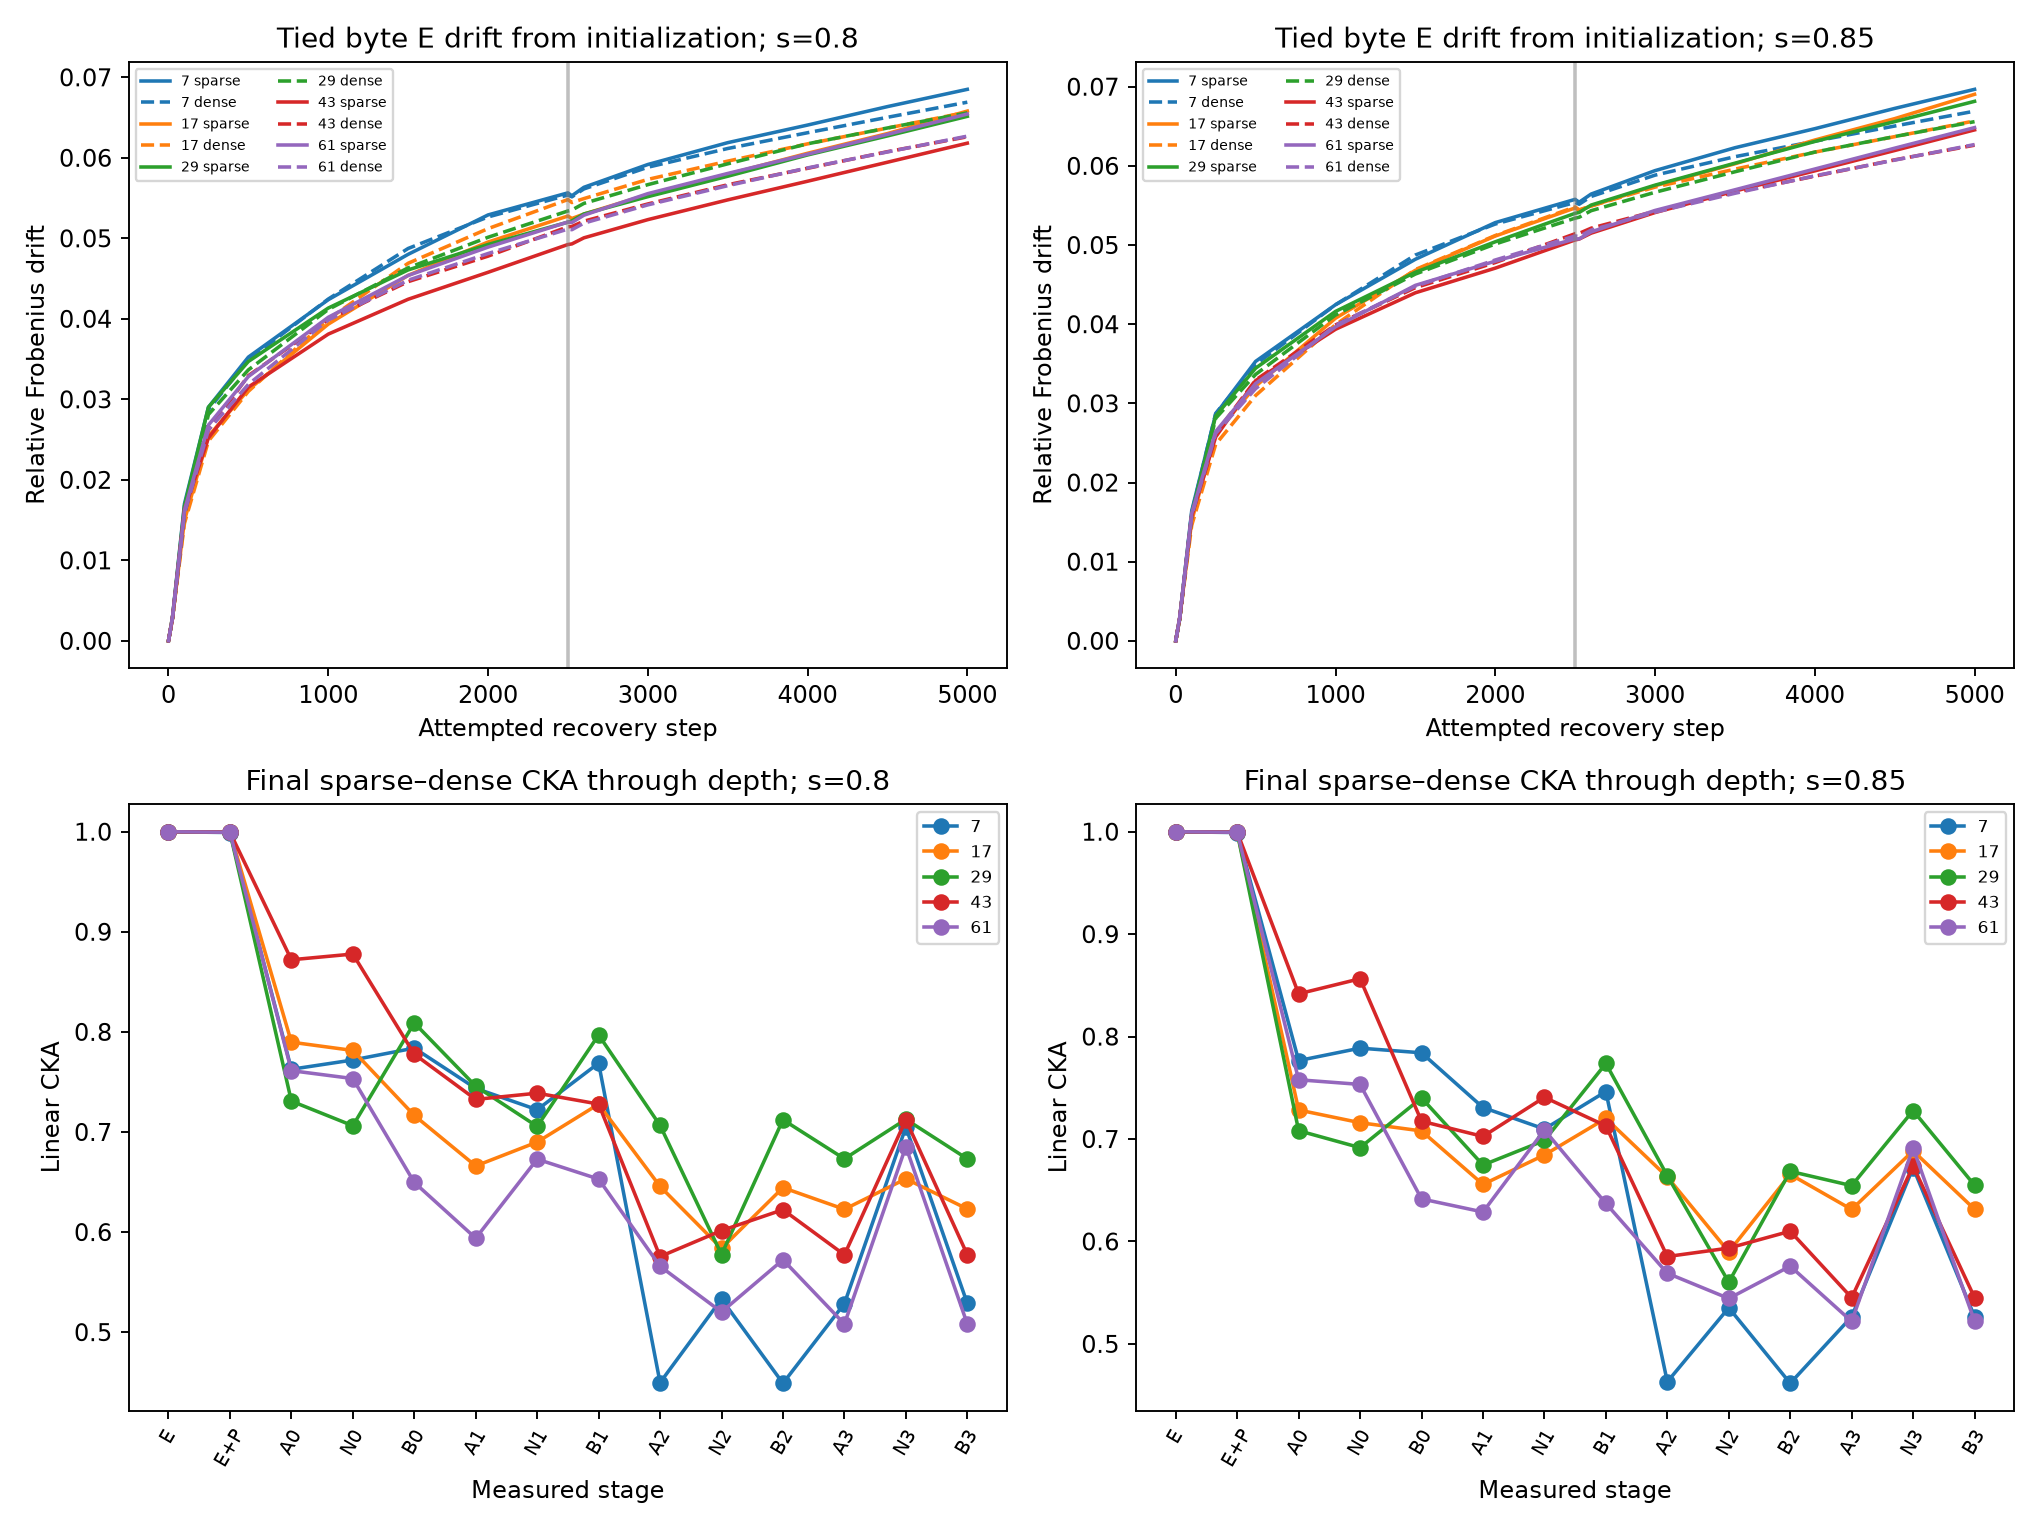 Tied byte E drift from initialization; s=0.8
Relative Frobenius drift
0.07
0.06
0.05
0.04
0.03
0.02
0.01
0.00
7 sparse
7 dense
17 sparse
17 dense
29 sparse
29 dense
43 sparse
43 dense
61 sparse
61 dense
0 1000 2000 3000 4000 5000
Attempted recovery step
Tied byte E drift from initialization; s=0.85
Relative Frobenius drift
0.07
0.06
0.05
0.04
0.03
0.02
0.01
0.00
7 sparse
7 dense
17 sparse
17 dense
29 sparse
29 dense
43 sparse
43 dense
61 sparse
61 dense
0 1000 2000 3000 4000 5000
Attempted recovery step
Final sparse–dense CKA through depth; s=0.8
Linear CKA
1.0
0.9
0.8
0.7
0.6
0.5
7
17
29
43
61
E E+P A0 N0 B0 A1 N1 B1 A2 N2 B2 A3 N3 B3
Measured stage
Final sparse–dense CKA through depth; s=0.85
Linear CKA
1.0
0.9
0.8
0.7
0.6
0.5
7
17
29
43
61
E E+P A0 N0 B0 A1 N1 B1 A2 N2 B2 A3 N3 B3
Measured stage